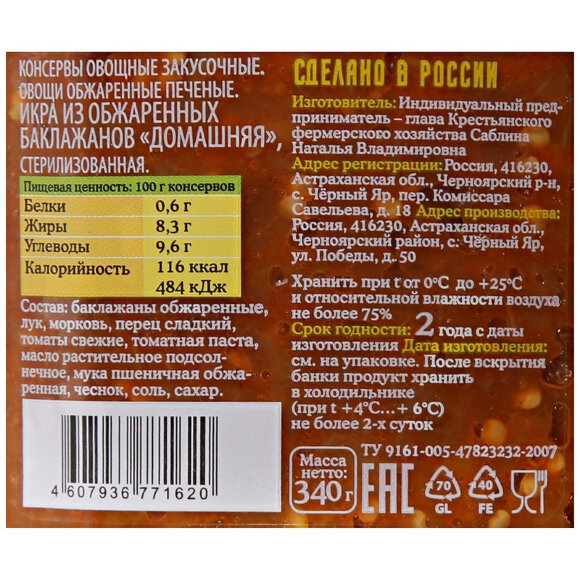 КОНСЕРВЫ ОВОЩНЫЕ ЗАКУСОЧНЫЕ.
ОВОЩИ ОБЖАРЕННЫЕ ПЕЧЕНЫЕ.
ИКРА ИЗ ОБЖАРЕННЫХ
БАКЛАЖАНОВ «ДОМАШНЯЯ»,
СТЕРИЛИЗОВАННАЯ.
Пищевая ценность: 100 г консервов
Белки 0,6 г
Жиры 8,3 г
Углеводы 9,6 г
Калорийность 116 ккал
484 кДж
Состав: баклажаны обжаренные,
лук, морковь, перец сладкий,
томаты свежие, томатная паста,
масло растительное подсол-
нечное, мука пшеничная обжа-
ренная, чеснок, соль, сахар.
4 607936 771620
СДЕЛАНО В РОССИИ
Изготовитель: Индивидуальный пред-
приниматель – глава Крестьянского
фермерского хозяйства Саблина
Наталья Владимировна
Адрес регистрации: Россия, 416230,
Астраханская обл., Черноярский р-н,
с. Чёрный Яр, пер. Комиссара
Савельева, д. 18 Адрес производства:
Россия, 416230, Астраханская обл.,
Черноярский район, с. Чёрный Яр,
ул. Победы, д. 50
Хранить при t от 0°С до +25°С
и относительной влажности воздуха
не более 75%
Срок годности: 2 года с даты
изготовления Дата изготовления:
см. на упаковке. После вскрытия
банки продукт хранить
в холодильнике
(при t +4°С... + 6°С)
не более 2-х суток
ТУ 9161-005-47823232-2007
Масса
нетто:
340 г
EAC
70
GL
40
FE